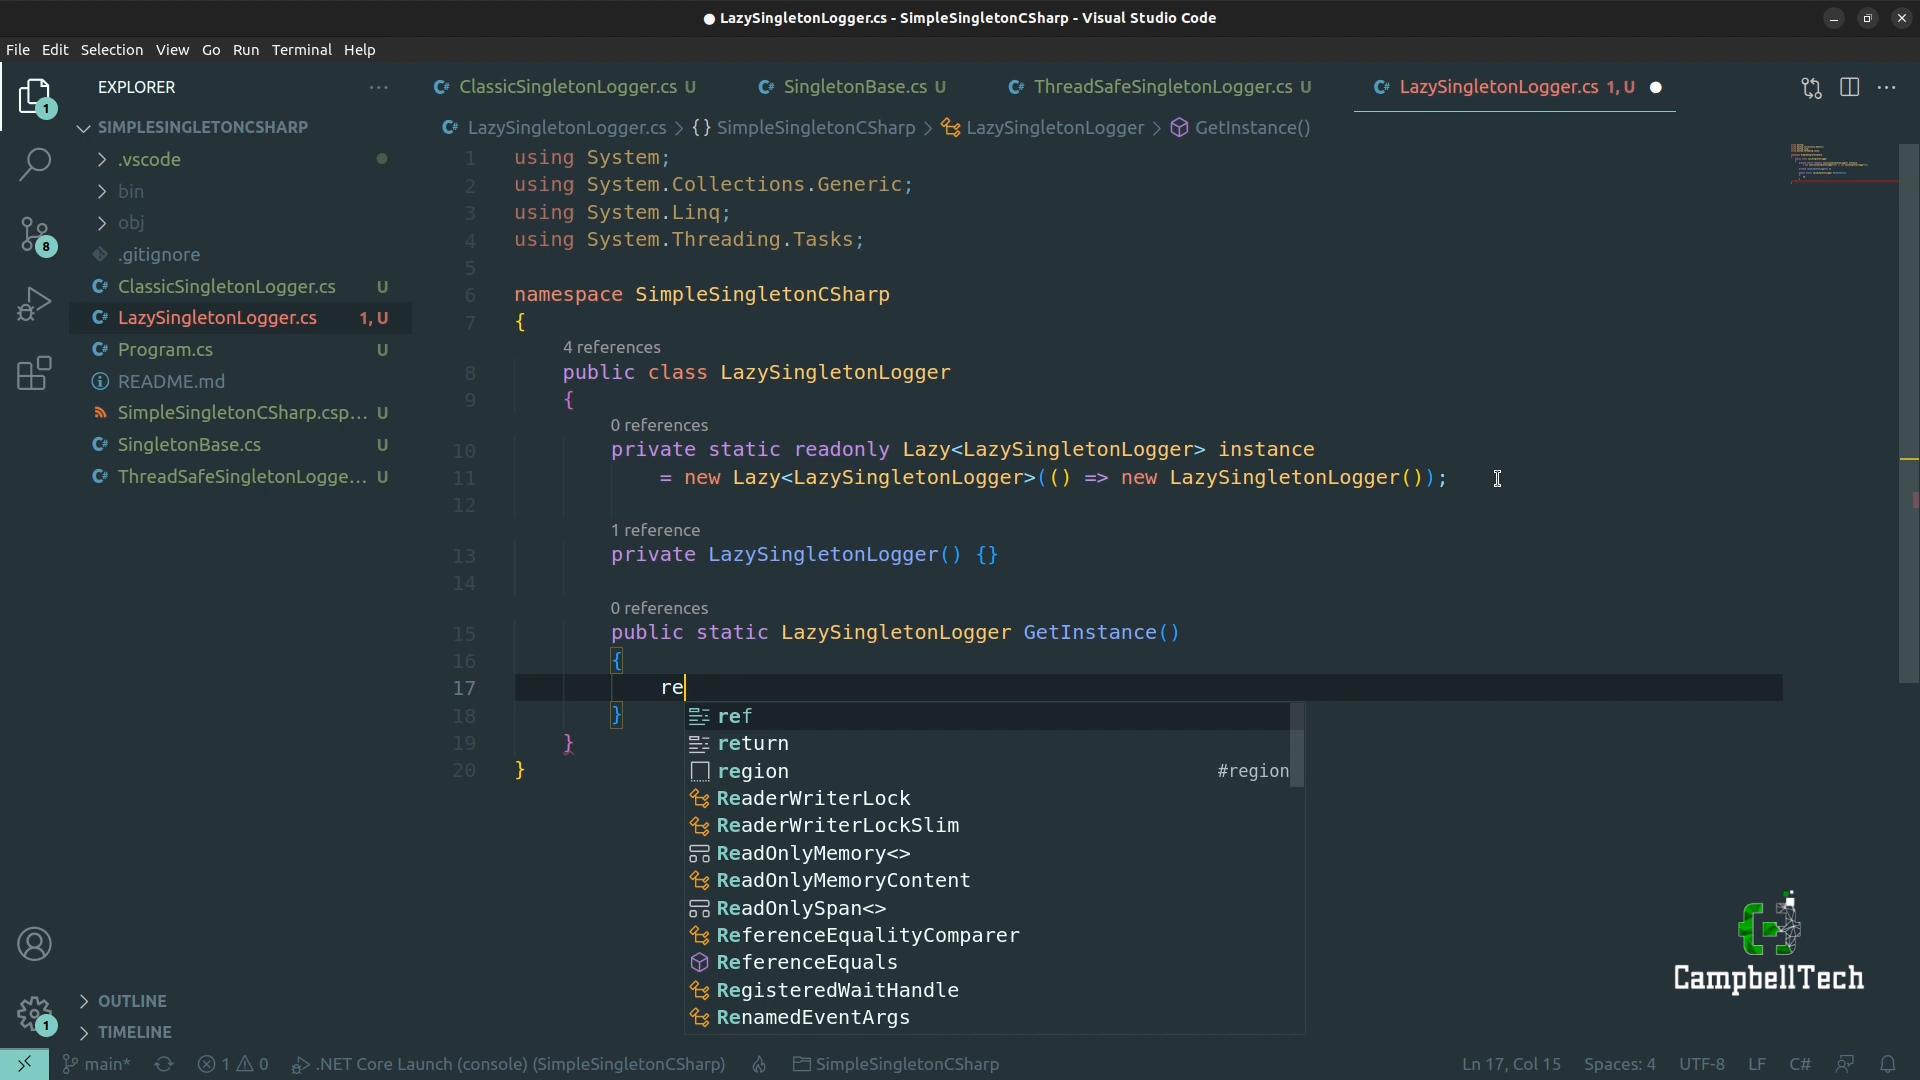 ● LazySingletonLogger.cs - SimpleSingletonCSharp - Visual Studio Code
File Edit Selection View Go Run Terminal Help
EXPLORER
SIMPLESINGLETONCSHARP
.vscode
bin
obj
.gitignore
ClassicSingletonLogger.cs U
LazySingletonLogger.cs 1, U
Program.cs U
README.md
SimpleSingletonCSharp.csp... U
SingletonBase.cs U
ThreadSafeSingletonLogge... U
OUTLINE
TIMELINE
1
8
1
ClassicSingletonLogger.cs U SingletonBase.cs U ThreadSafeSingletonLogger.cs U LazySingletonLogger.cs 1, U
LazySingletonLogger.cs > {} SimpleSingletonCSharp > LazySingletonLogger > GetInstance()
1 using System;
2 using System.Collections.Generic;
3 using System.Linq;
4 using System.Threading.Tasks;
5
6 namespace SimpleSingletonCSharp
7 {
4 references
8 public class LazySingletonLogger
9 {
0 references
10 private static readonly Lazy<LazySingletonLogger> instance
11 = new Lazy<LazySingletonLogger>(() => new LazySingletonLogger());
12
1 reference
13 private LazySingletonLogger() {}
14
0 references
15 public static LazySingletonLogger GetInstance()
16 {
17 re
18 }
19 }
20 }
ref
return
region #region
ReaderWriterLock
ReaderWriterLockSlim
ReadOnlyMemory<>
ReadOnlyMemoryContent
ReadOnlySpan<>
ReferenceEqualityComparer
ReferenceEquals
RegisteredWaitHandle
RenamedEventArgs
CampbellTech
main* 1 0 .NET Core Launch (console) (SimpleSingletonCSharp) SimpleSingletonCSharp Ln 17, Col 15 Spaces: 4 UTF-8 LF C#